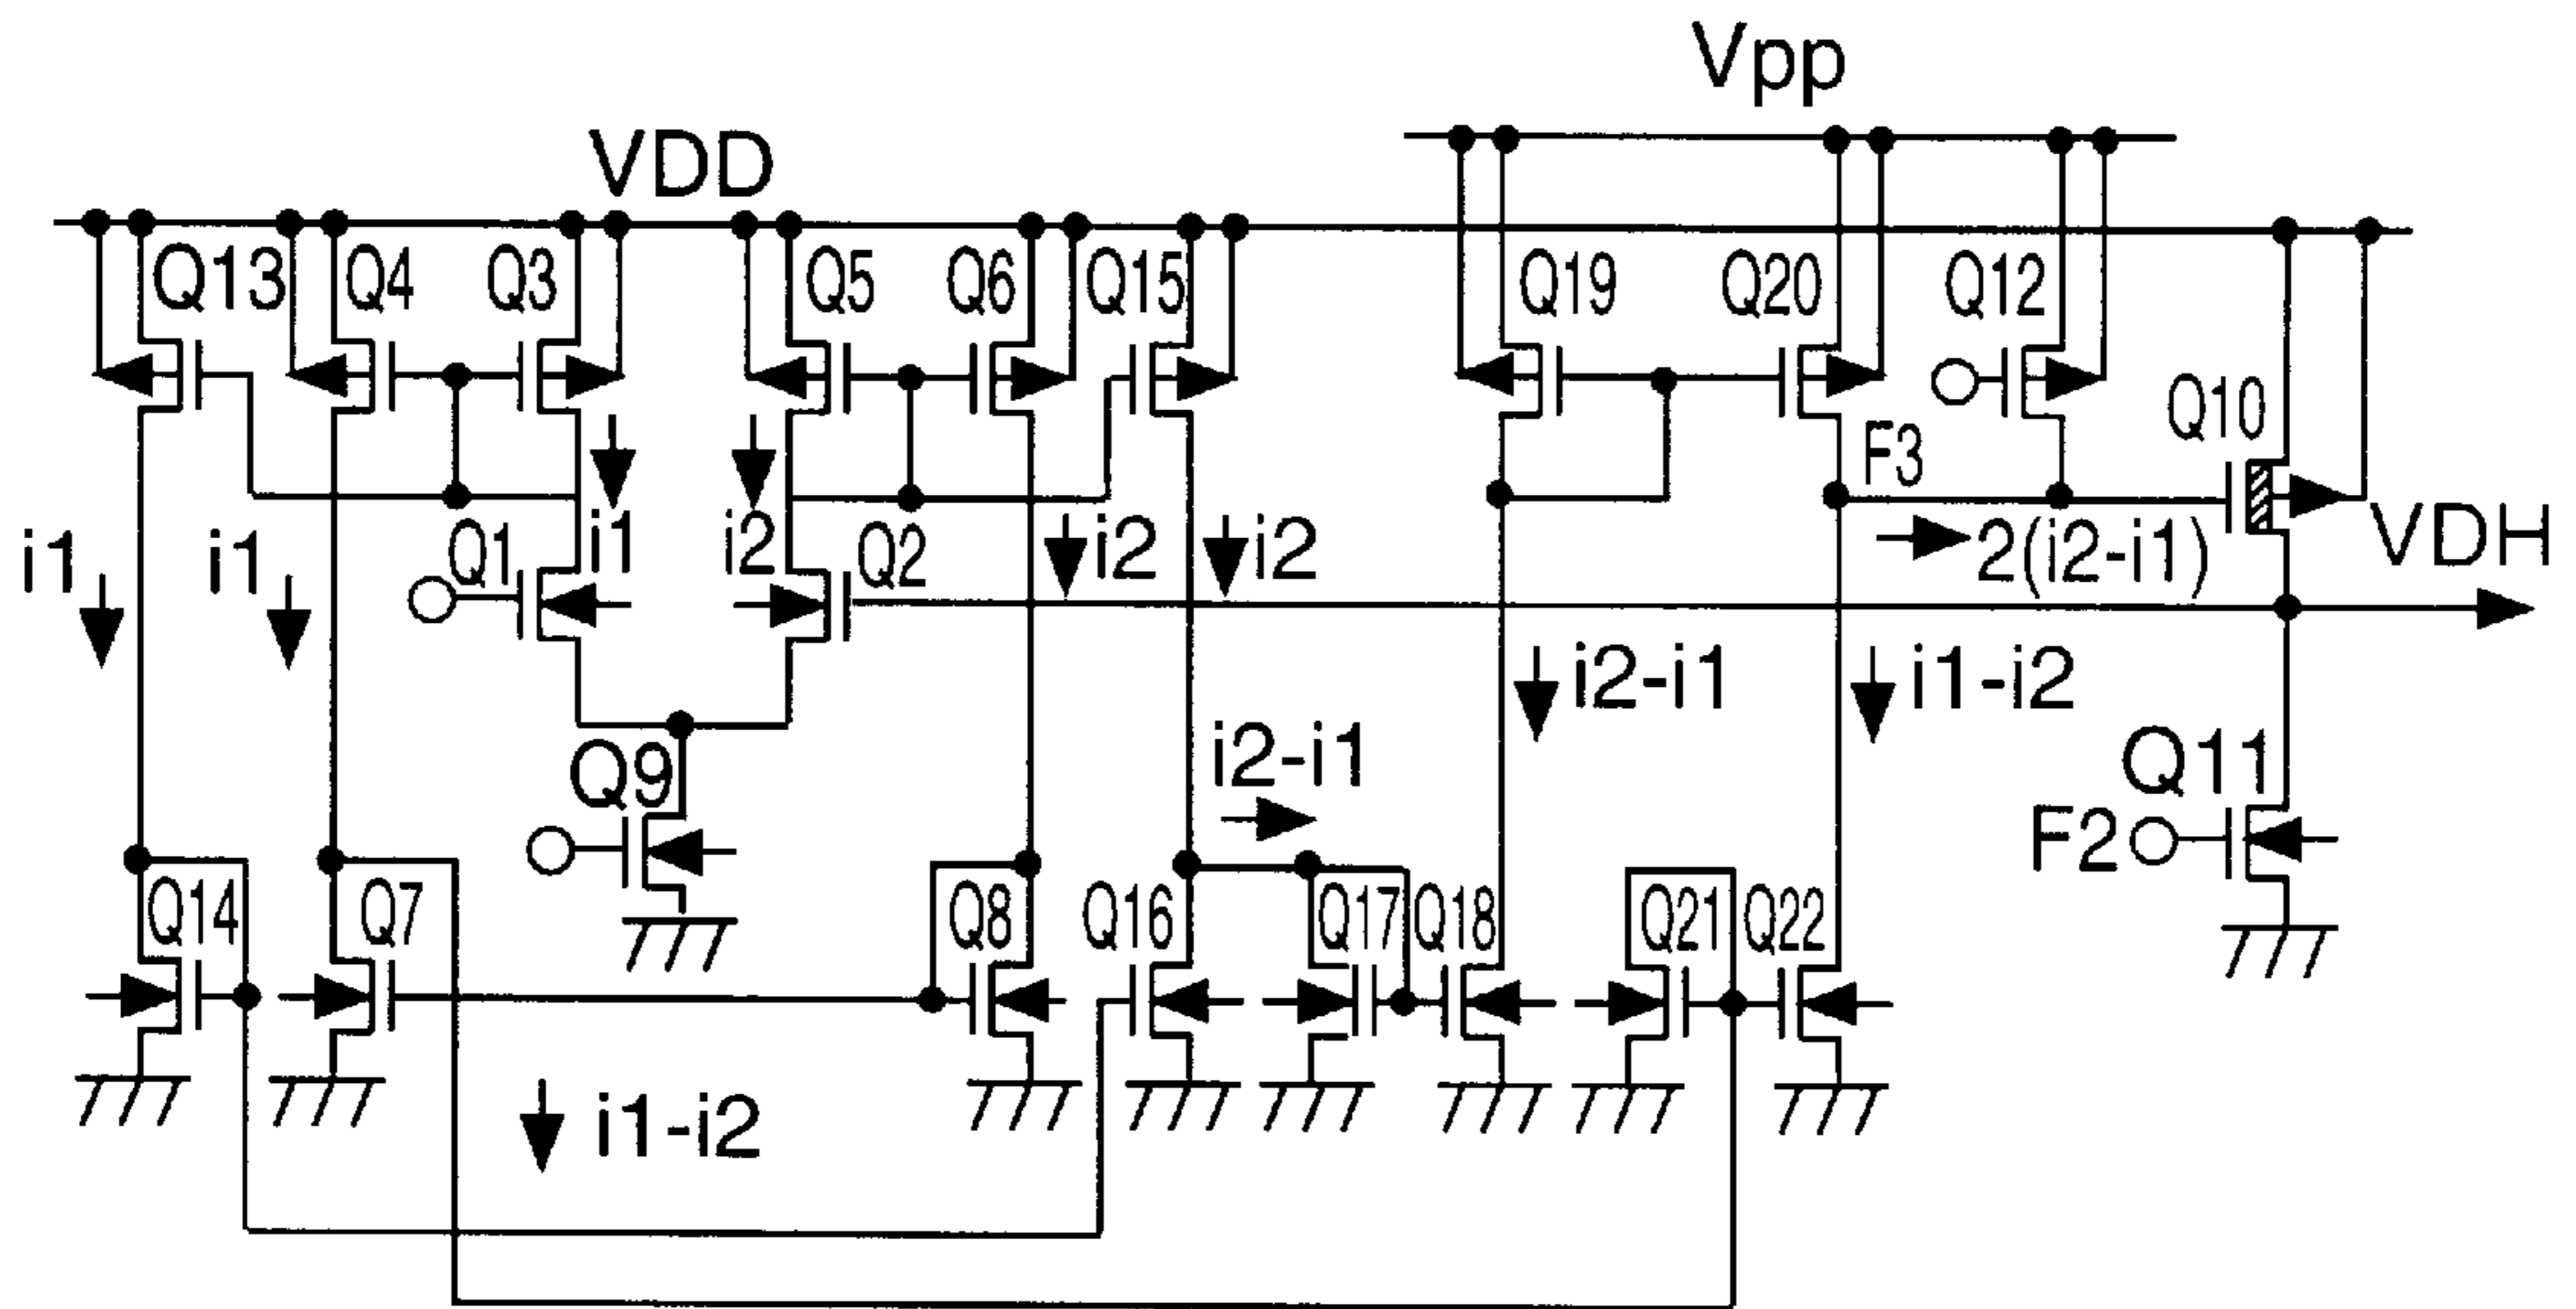 Vpp
VDD
Q13 Q4 Q3 Q5 Q6 Q15 Q19 Q20 Q12
Q10
F3
i1 i1 Q1 i1 i2 Q2 i2 i2 2(i2-i1) VDH
i2-i1 i1-i2
Q9 i2-i1 Q11
F2
Q14 Q7 Q8 Q16 Q17 Q18 Q21 Q22
i1-i2